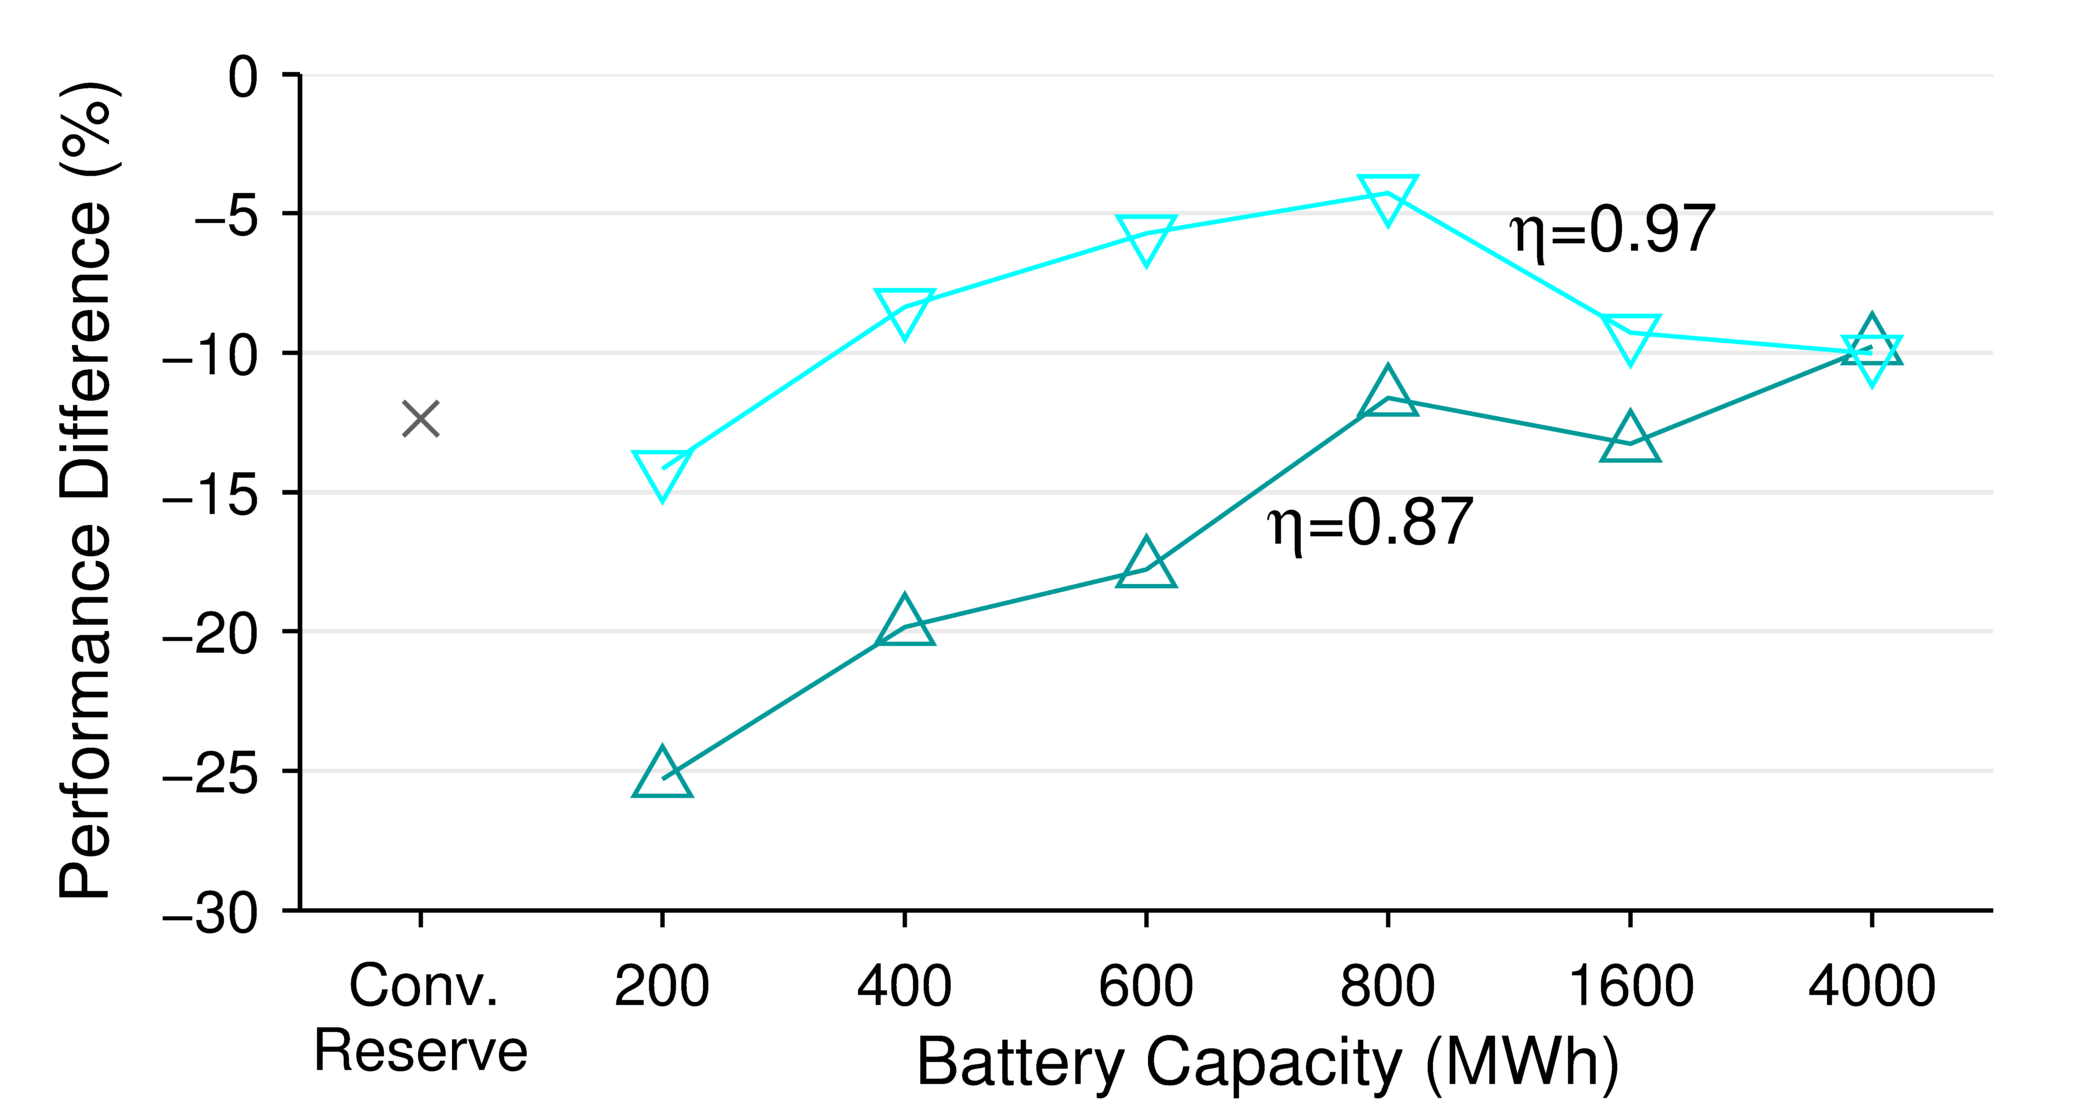 Performance Difference (%)
0
−5
−10
−15
−20
−25
−30
η=0.97
η=0.87
Conv.
Reserve
200
400
600
800
1600
4000
Battery Capacity (MWh)